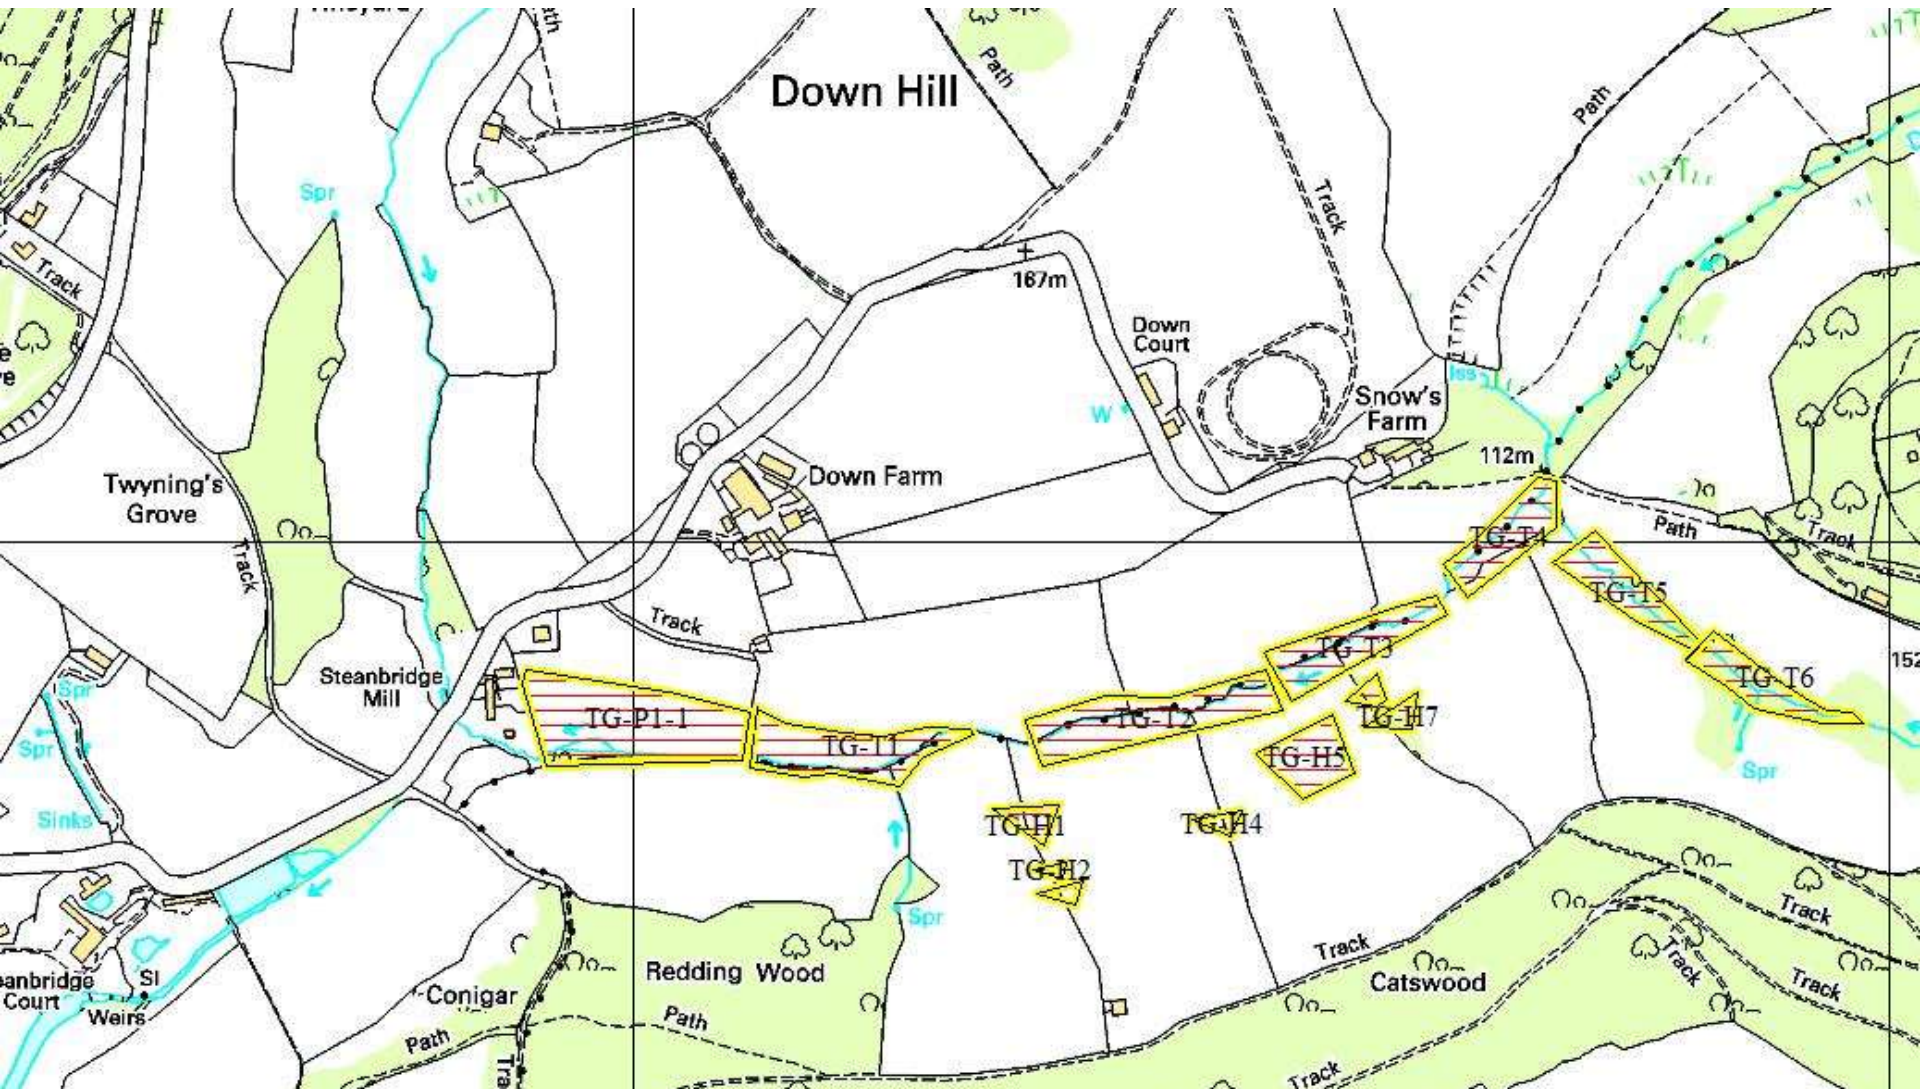 Down Hill
Path
Path
Spr
Track
Track
167m
Down
Court
Iss
W
Snow's
Farm
112m
Down Farm
Twyning's
Grove
Track
Path
Track
TG-T4
TG-T5
Track
TG-T3
Steanbridge
Mill
Spr
TG-T6
TG-P1-1
TG-T2
TG-H7
TG-T1
TG-H5
Spr
Spr
Sinks
TG-H1
TG-H4
TG-H2
Spr
Track
Track
Redding Wood
Catswood
Track
Track
Court
SI
Conigar
Weirs
Path
Path
Track